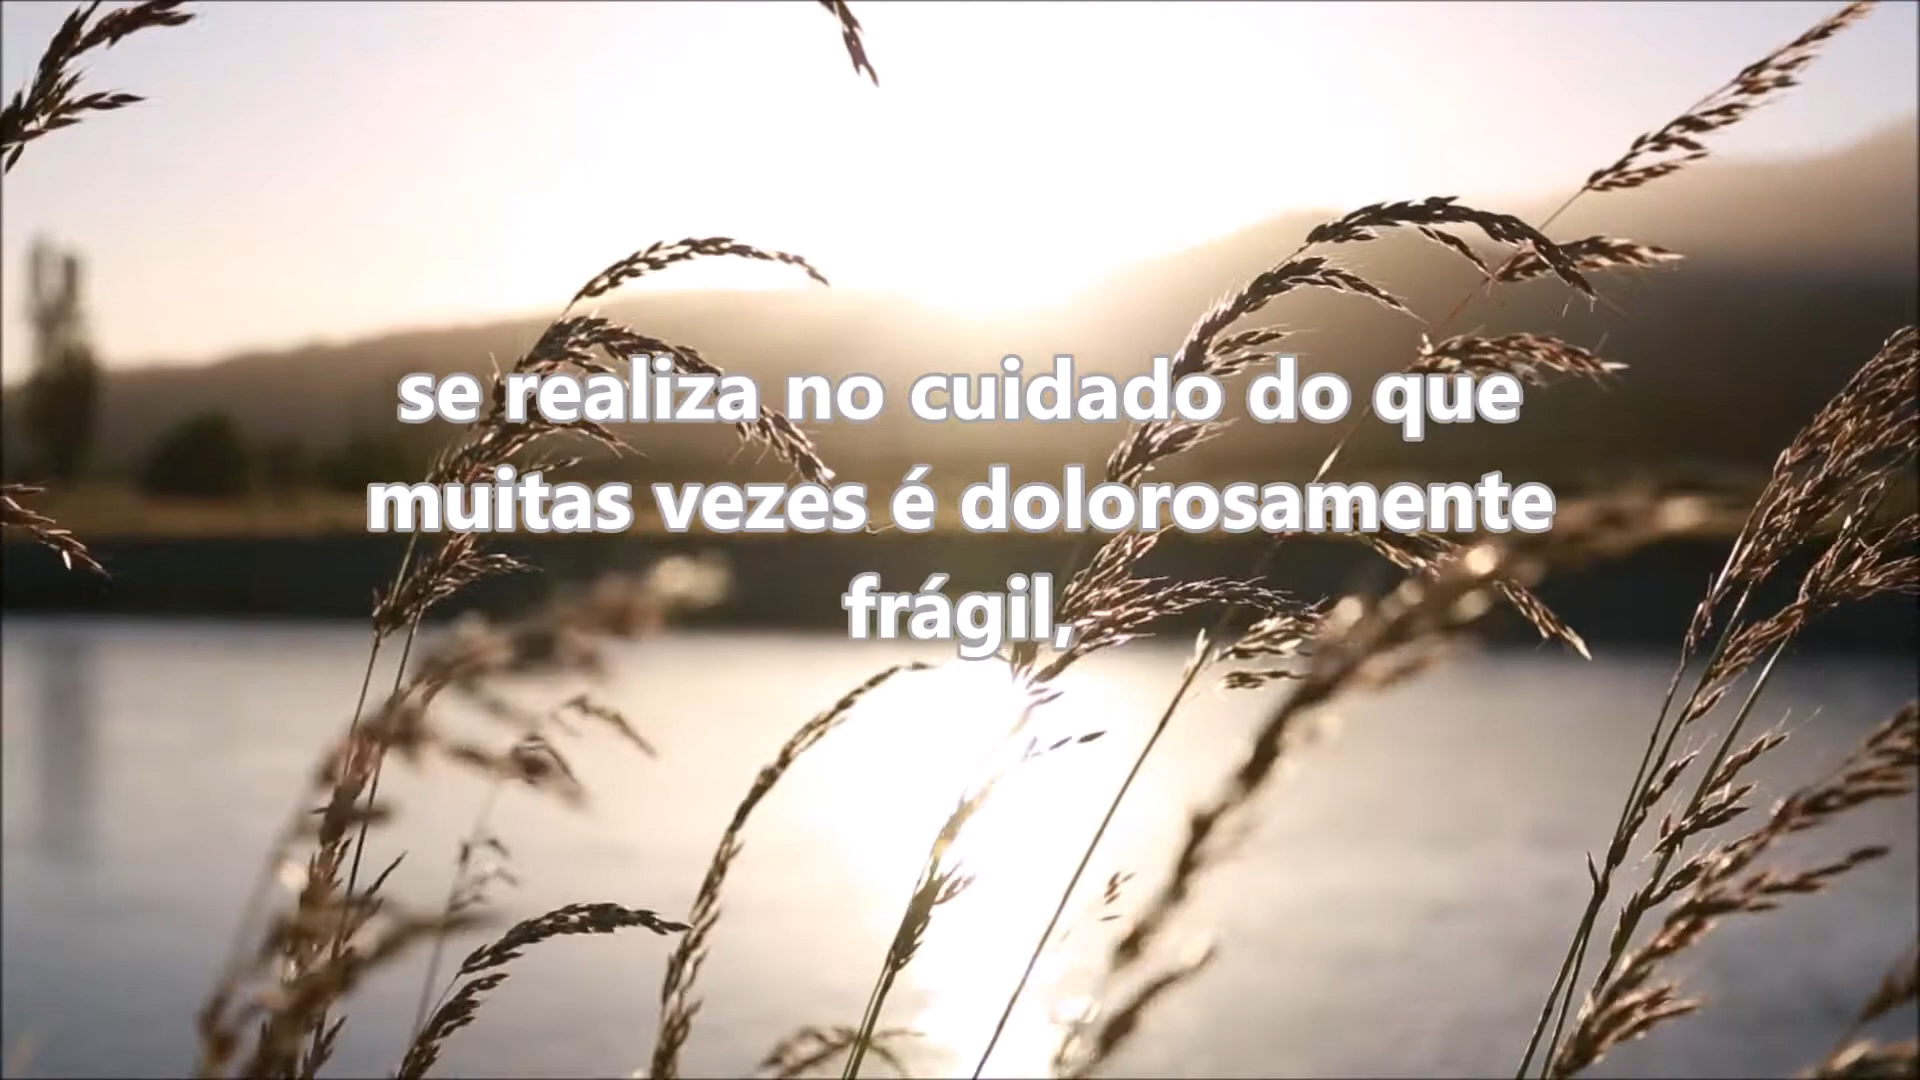 se realiza no cuidado do que
muitas vezes é dolorosamente
frágil,